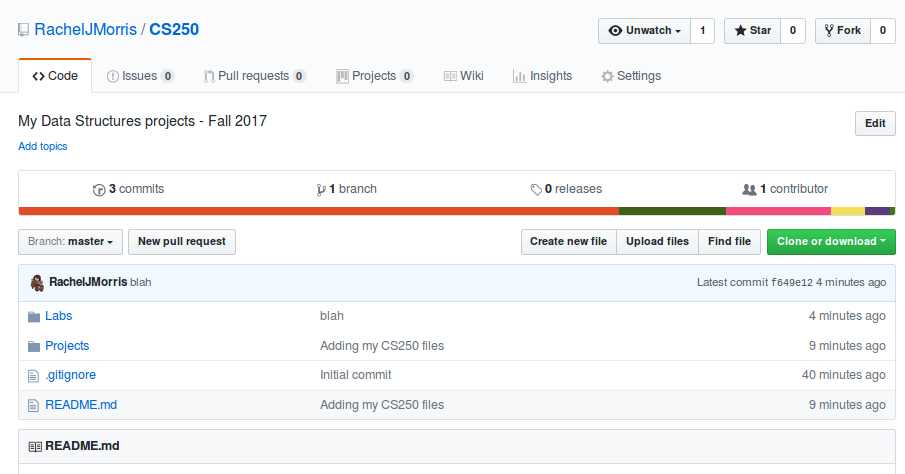 RachelJMorris / CS250
Unwatch 1 Star 0 Fork 0
Code Issues 0 Pull requests 0 Projects 0 Wiki Insights Settings
My Data Structures projects - Fall 2017 Edit
Add topics
3 commits 1 branch 0 releases 1 contributor
Branch: master New pull request Create new file Upload files Find file Clone or download
RachelJMorris blah Latest commit f649e12 4 minutes ago
Labs blah 4 minutes ago
Projects Adding my CS250 files 9 minutes ago
.gitignore Initial commit 40 minutes ago
README.md Adding my CS250 files 9 minutes ago
README.md